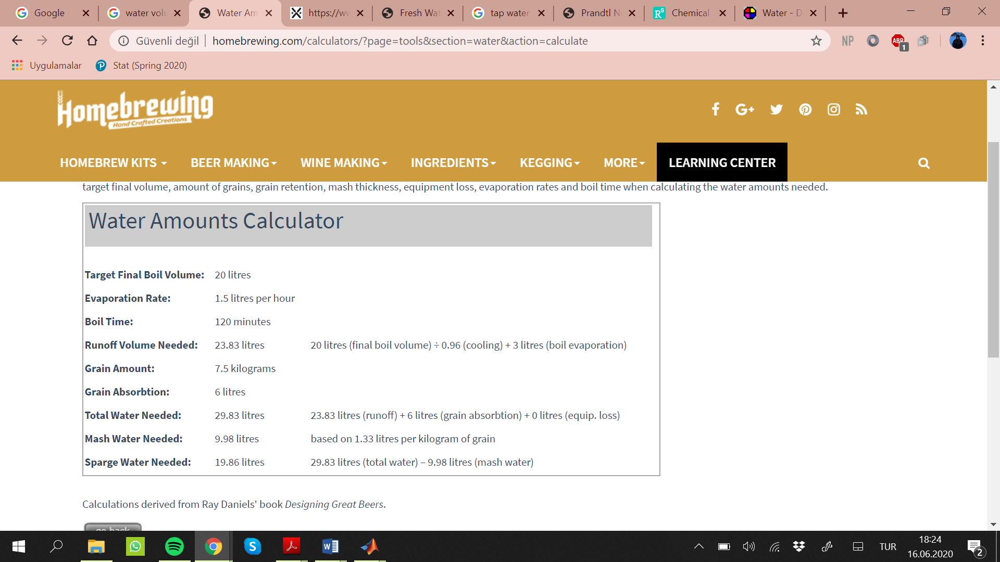 Google
water volu
Water Am
https://ww
Fresh Wat
tap water
Prandtl N
Chemical
Water - D
Güvenli değil
homebrewing.com/calculators/?page=tools&section=water&action=calculate
NP
ABP
1
Uygulamalar
Stat (Spring 2020)
Homebrewing
Hand Crafted Creations
HOMEBREW KITS
BEER MAKING
WINE MAKING
INGREDIENTS
KEGGING
MORE
LEARNING CENTER
target final volume, amount of grains, grain retention, mash thickness, equipment loss, evaporation rates and boil time when calculating the water amounts needed.
Water Amounts Calculator
Target Final Boil Volume: 20 litres
Evaporation Rate: 1.5 litres per hour
Boil Time: 120 minutes
Runoff Volume Needed: 23.83 litres 20 litres (final boil volume) ÷ 0.96 (cooling) + 3 litres (boil evaporation)
Grain Amount: 7.5 kilograms
Grain Absorbtion: 6 litres
Total Water Needed: 29.83 litres 23.83 litres (runoff) + 6 litres (grain absorbtion) + 0 litres (equip. loss)
Mash Water Needed: 9.98 litres based on 1.33 litres per kilogram of grain
Sparge Water Needed: 19.86 litres 29.83 litres (total water) – 9.98 litres (mash water)
Calculations derived from Ray Daniels' book Designing Great Beers.
go back
TUR
18:24
16.06.2020
2